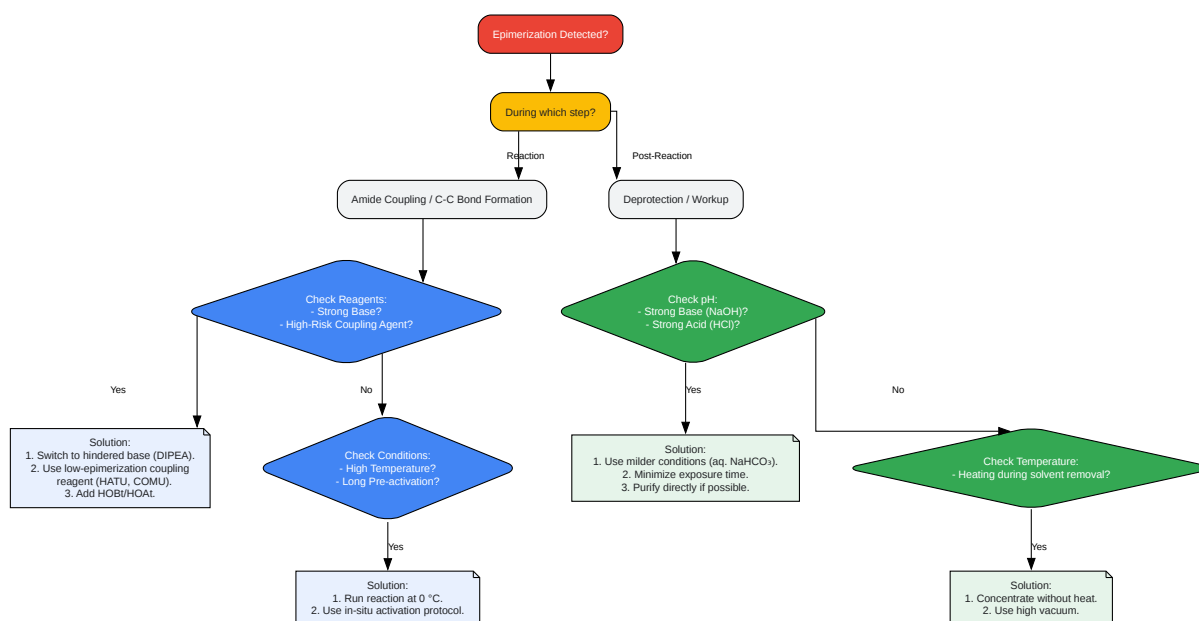 Epimerization Detected?
During which step?
Reaction
Post-Reaction
Amide Coupling / C-C Bond Formation
Deprotection / Workup
Check Reagents:
- Strong Base?
- High-Risk Coupling Agent?
Check pH:
- Strong Base (NaOH)?
- Strong Acid (HCl)?
Yes
No
Yes
No
Solution:
1. Switch to hindered base (DIPEA).
2. Use low-epimerization coupling
reagent (HATU, COMU).
3. Add HOBt/HOAt.
Check Conditions:
- High Temperature?
- Long Pre-activation?
Solution:
1. Use milder conditions (aq. NaHCO₃).
2. Minimize exposure time.
3. Purify directly if possible.
Check Temperature:
- Heating during solvent removal?
Yes
Yes
Solution:
1. Run reaction at 0 °C.
2. Use in-situ activation protocol.
Solution:
1. Concentrate without heat.
2. Use high vacuum.